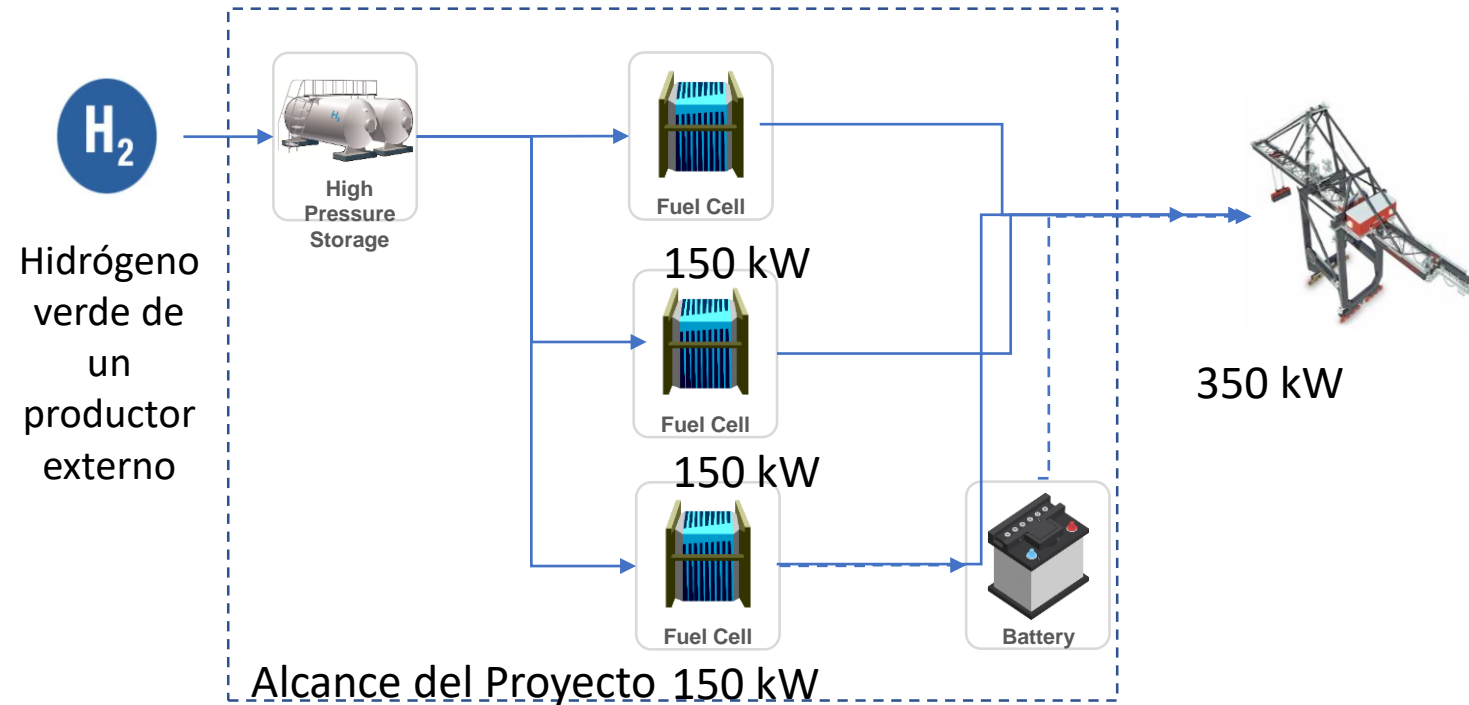 H2
Hidrógeno
verde de
un
productor
externo
H2
High
Pressure
Storage
Fuel Cell
150 kW
Fuel Cell
150 kW
Fuel Cell
150 kW
Battery
350 kW
Alcance del Proyecto